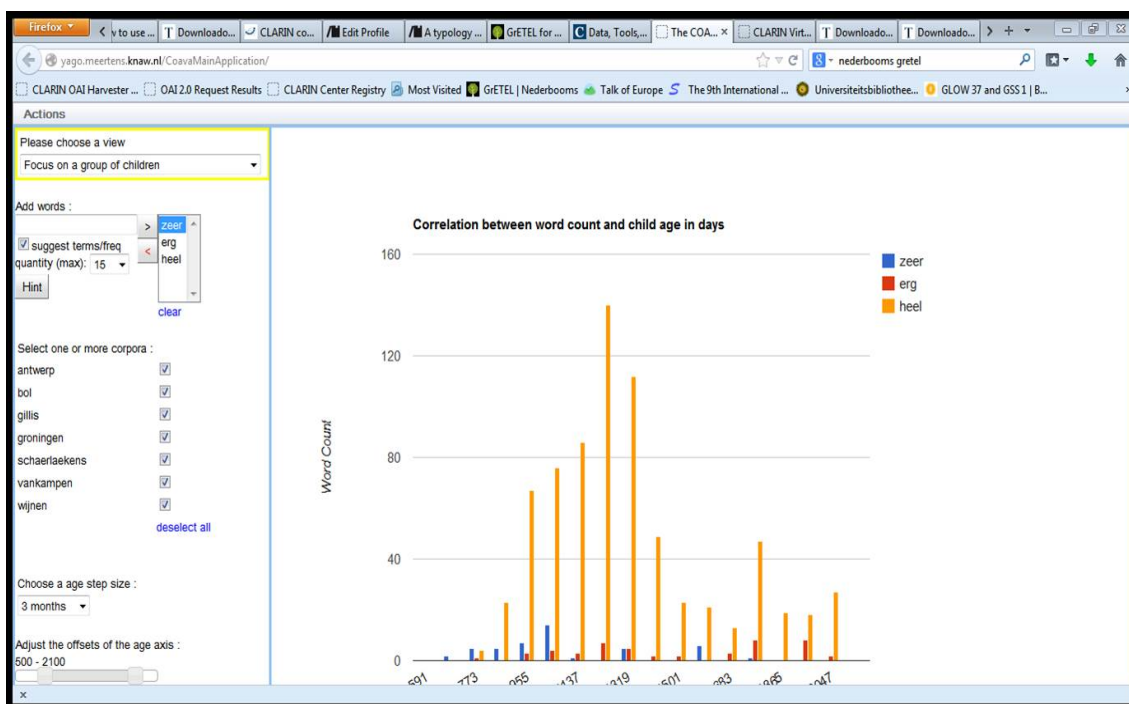 Firefox
v to use ...
Downloado...
CLARIN co...
Edit Profile
A typology ...
GrETEL for ...
Data, Tools,...
The COA...
CLARIN Virt...
Downloado...
Downloado...
yago.meertens.knaw.nl/CoavaMainApplication/
nederbooms gretel
CLARIN OAI Harvester ...
OAI 2.0 Request Results
CLARIN Center Registry
Most Visited
GrETEL | Nederbooms
Talk of Europe
The 9th International ...
Universiteitsbibliothee...
GLOW 37 and GSS1 | B...
Actions
Please choose a view
Focus on a group of children
Add words :
>
<
zeer
erg
heel
suggest terms/freq
quantity (max): 15
Hint
clear
Select one or more corpora :
antwerp
bol
gillis
groningen
schaerlaekens
vankampen
wijnen
deselect all
Choose a age step size :
3 months
Adjust the offsets of the age axis :
500 - 2100
Correlation between word count and child age in days
Word Count
160
120
80
40
0
591
773
955
1137
1319
1501
zeer
erg
heel